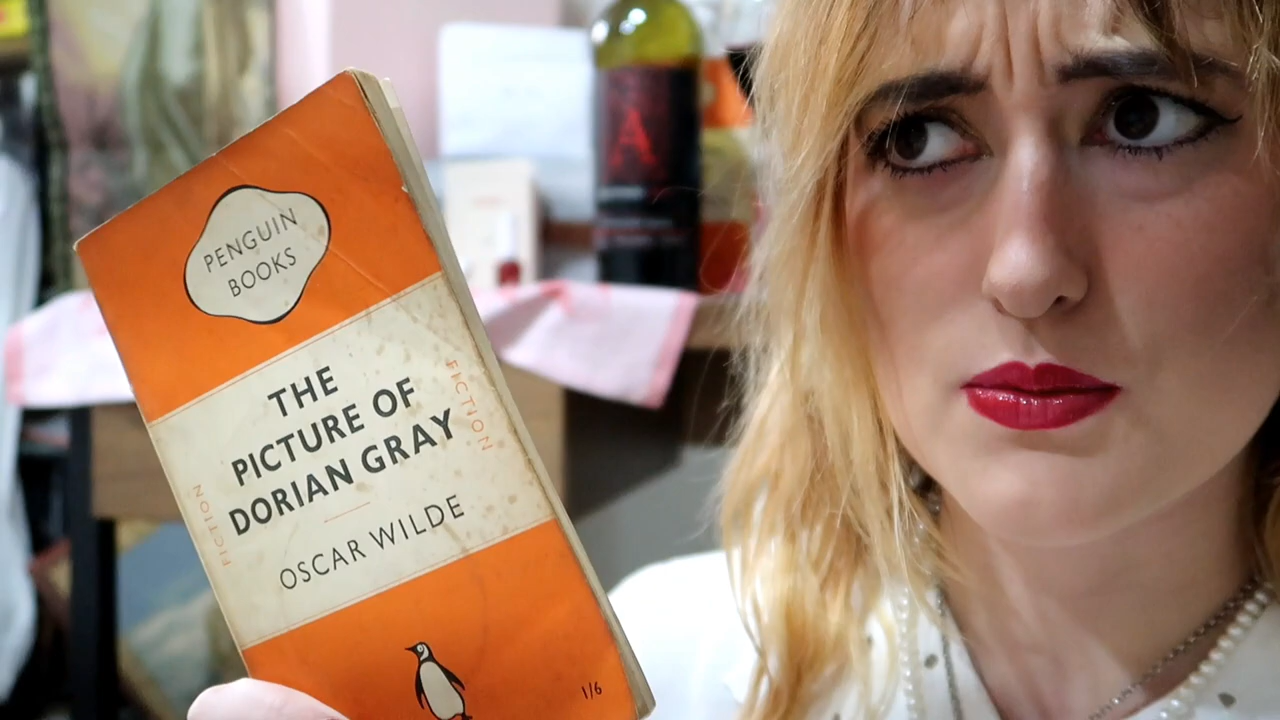 PENGUIN
BOOKS
THE
PICTURE OF
DORIAN GRAY
FICTION
FICTION
OSCAR WILDE
1/6
A